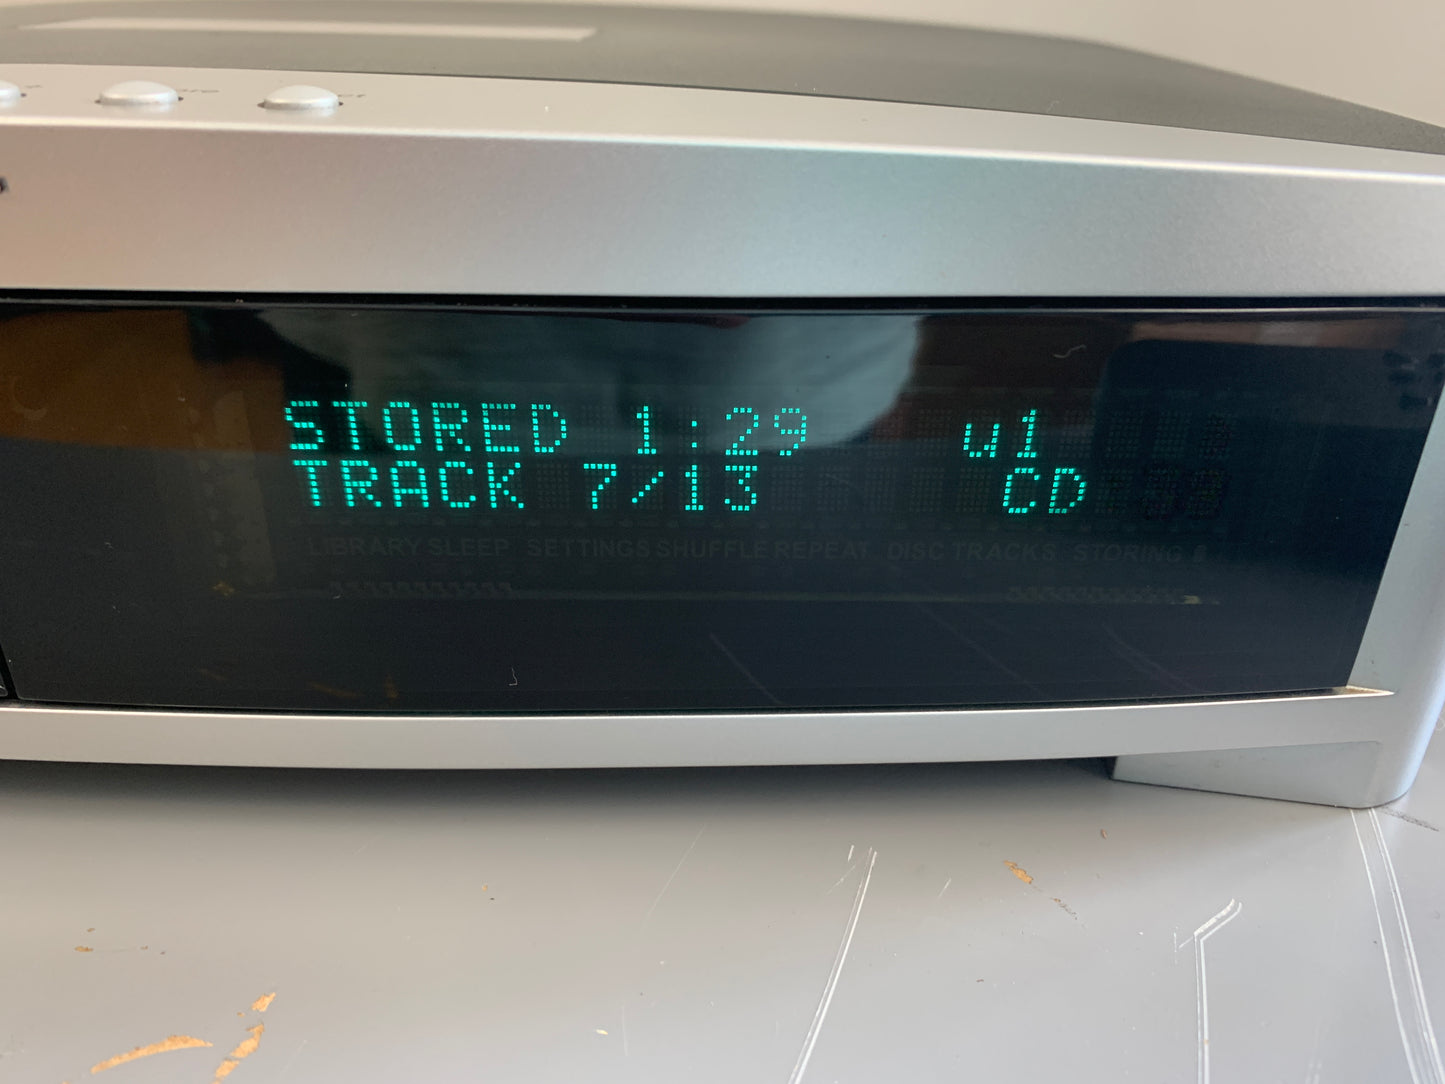 STORED 1:29 u1
TRACK 7/13 CD
LIBRARY SLEEP SETTINGS SHUFFLE REPEAT DISC TRACKS STORING